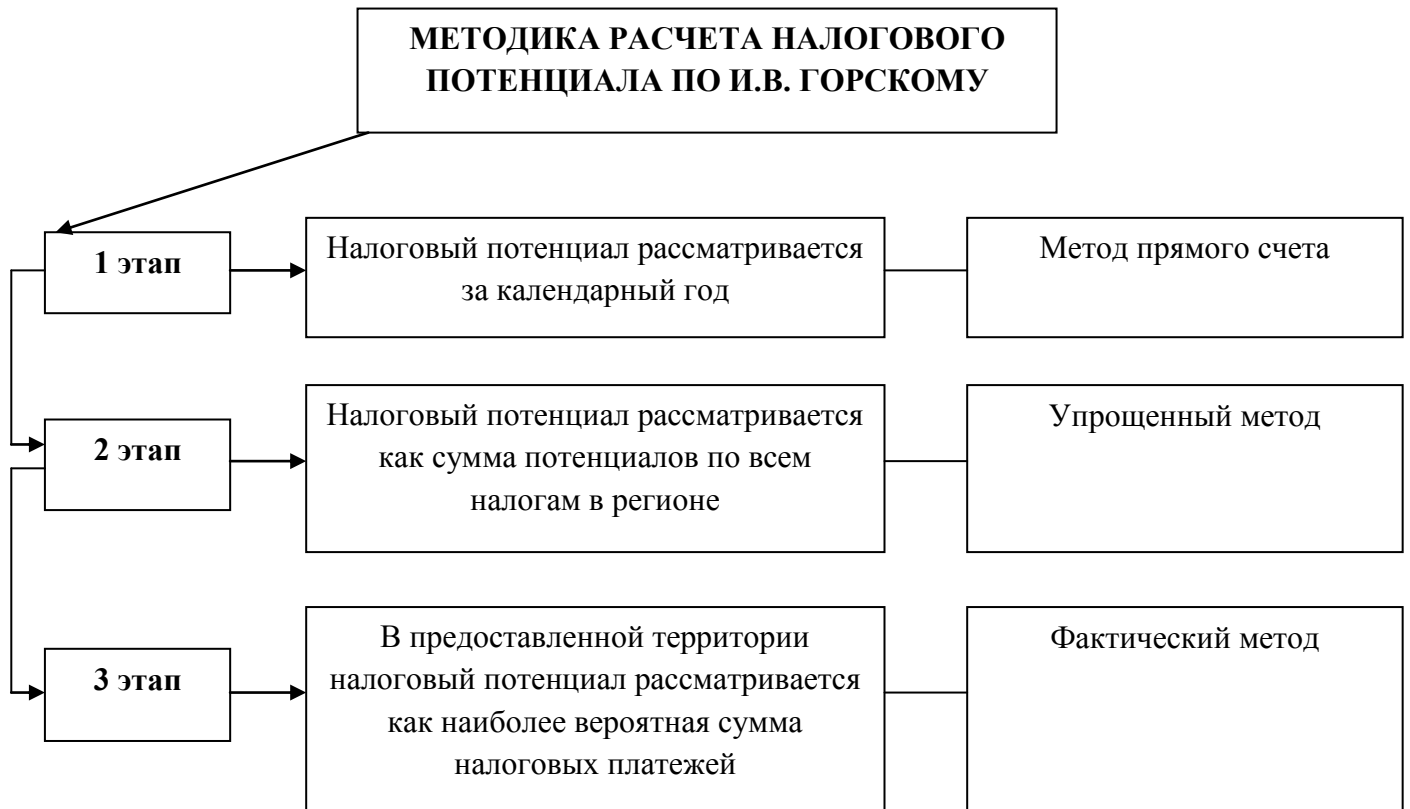 МЕТОДИКА РАСЧЕТА НАЛОГОВОГО
ПОТЕНЦИАЛА ПО И.В. ГОРСКОМУ
1 этап
Налоговый потенциал рассматривается
за календарный год
Метод прямого счета
2 этап
Налоговый потенциал рассматривается
как сумма потенциалов по всем
налогам в регионе
Упрощенный метод
3 этап
В предоставленной территории
налоговый потенциал рассматривается
как наиболее вероятная сумма
налоговых платежей
Фактический метод